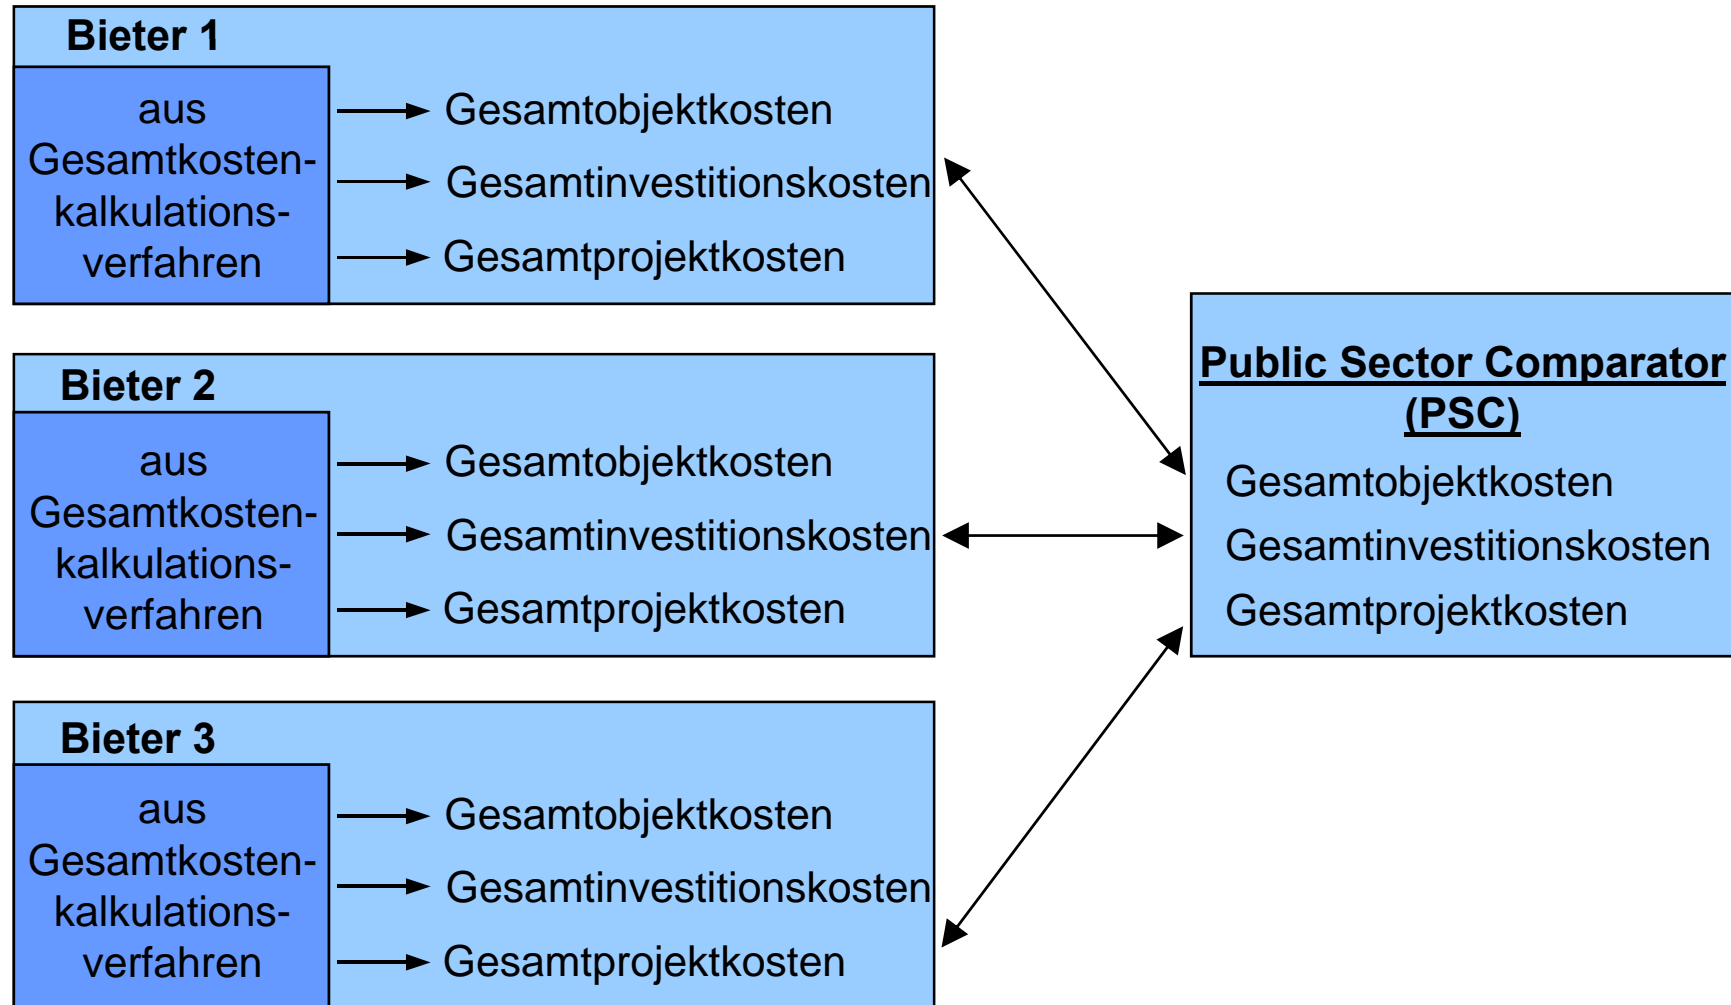 Bieter 1
aus
Gesamtkosten-
kalkulations-
verfahren
Gesamtobjektkosten
Gesamtinvestitionskosten
Gesamtprojektkosten
Bieter 2
aus
Gesamtkosten-
kalkulations-
verfahren
Gesamtobjektkosten
Gesamtinvestitionskosten
Gesamtprojektkosten
Bieter 3
aus
Gesamtkosten-
kalkulations-
verfahren
Gesamtobjektkosten
Gesamtinvestitionskosten
Gesamtprojektkosten
Public Sector Comparator
(PSC)
Gesamtobjektkosten
Gesamtinvestitionskosten
Gesamtprojektkosten